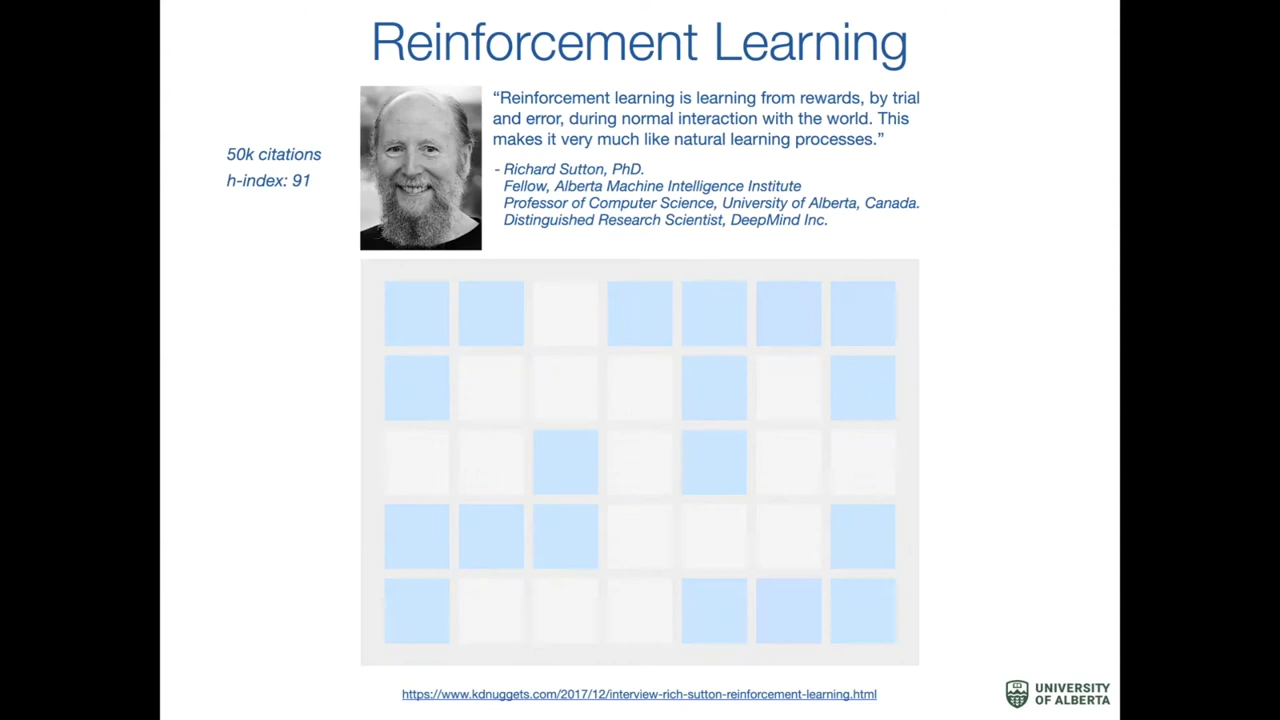 Reinforcement Learning
50k citations
h-index: 91
“Reinforcement learning is learning from rewards, by trial
and error, during normal interaction with the world. This
makes it very much like natural learning processes.”
- Richard Sutton, PhD.
Fellow, Alberta Machine Intelligence Institute
Professor of Computer Science, University of Alberta, Canada.
Distinguished Research Scientist, DeepMind Inc.
https://www.kdnuggets.com/2017/12/interview-rich-sutton-reinforcement-learning.html
UNIVERSITY
OF ALBERTA